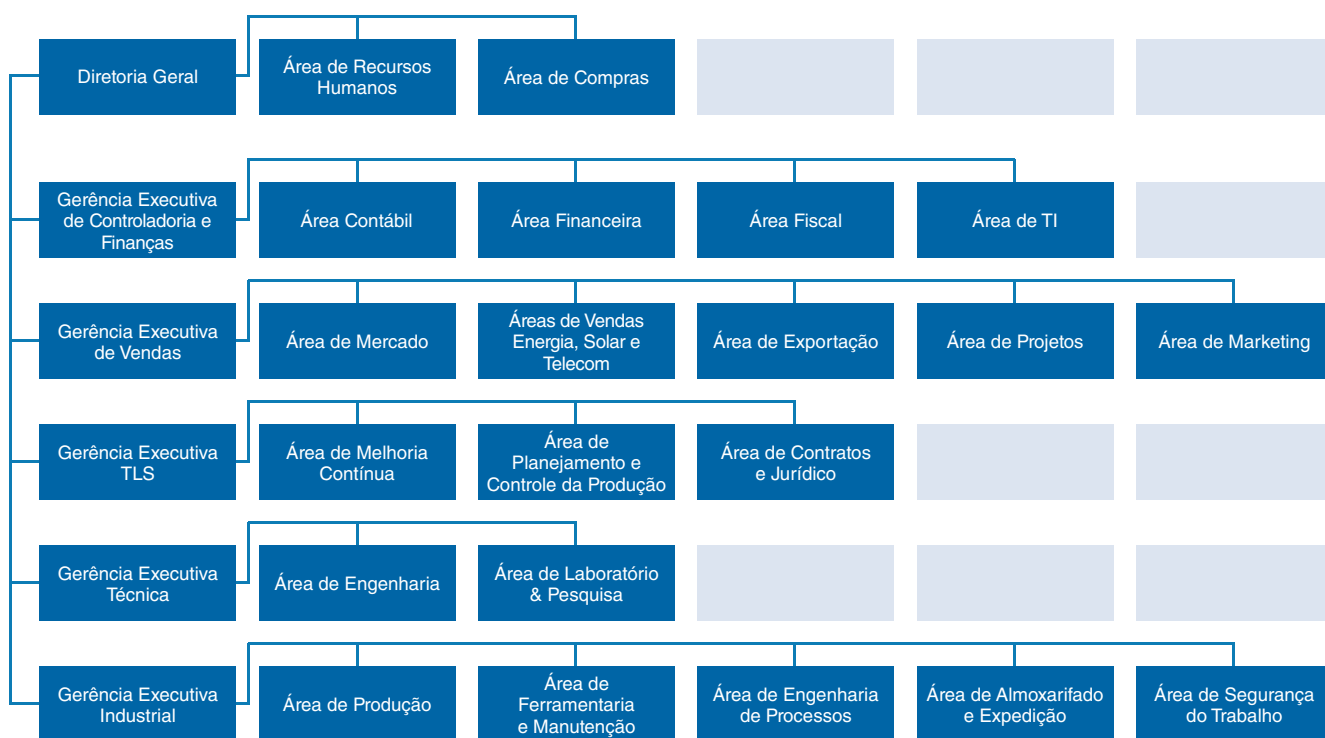 Diretoria Geral
Área de Recursos
Humanos
Área de Compras
Gerência Executiva
de Controladoria e
Finanças
Área Contábil
Área Financeira
Área Fiscal
Área de TI
Gerência Executiva
de Vendas
Área de Mercado
Áreas de Vendas
Energia, Solar e
Telecom
Área de Exportação
Área de Projetos
Área de Marketing
Gerência Executiva
TLS
Área de Melhoria
Contínua
Área de
Planejamento e
Controle da Produção
Área de Contratos
e Jurídico
Gerência Executiva
Técnica
Área de Engenharia
Área de Laboratório
& Pesquisa
Gerência Executiva
Industrial
Área de Produção
Área de
Ferramentaria
e Manutenção
Área de Engenharia
de Processos
Área de Almoxarifado
e Expedição
Área de Segurança
do Trabalho